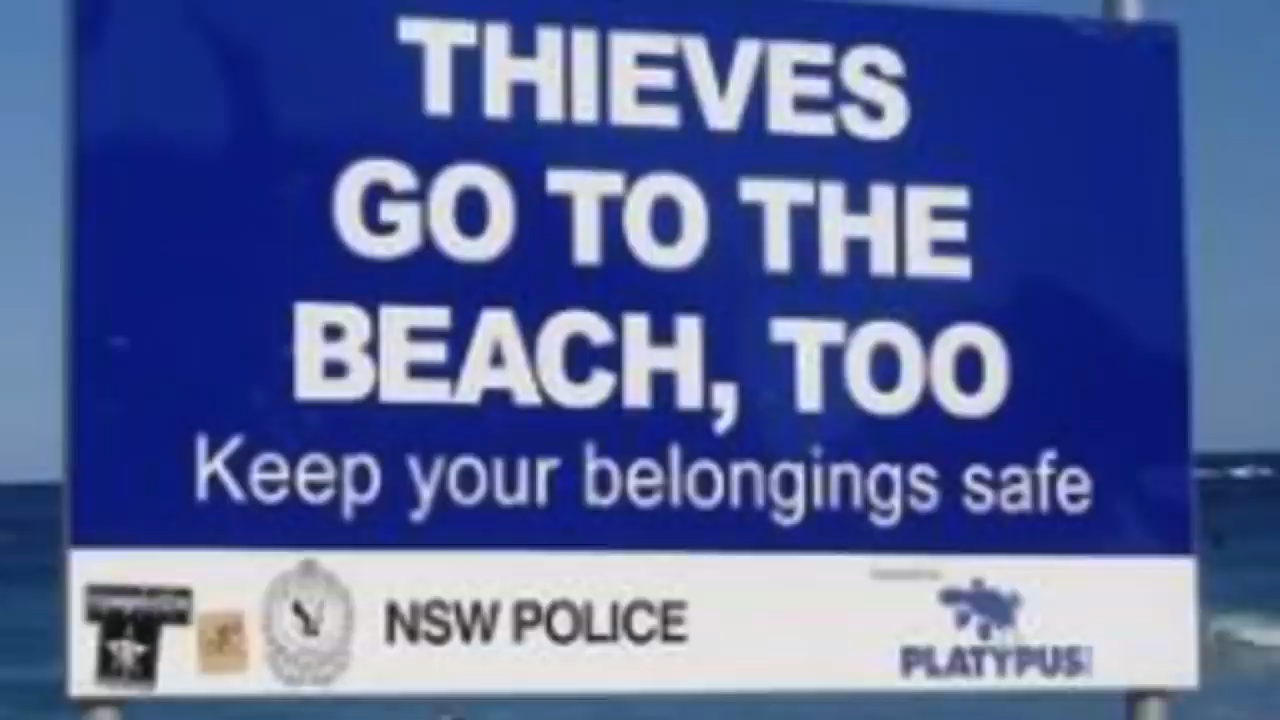 THIEVES
GO TO THE
BEACH, TOO
Keep your belongings safe
NSW POLICE
PLATYPUS